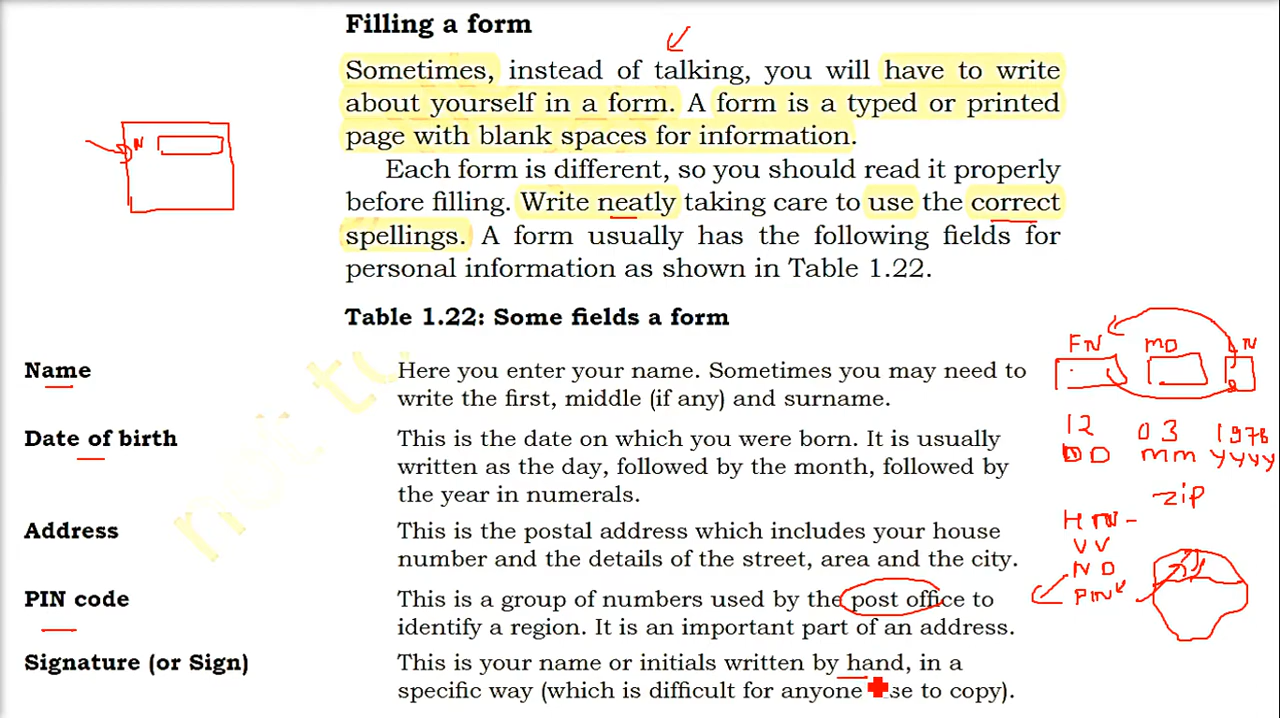 Filling a form
Sometimes, instead of talking, you will have to write
about yourself in a form. A form is a typed or printed
page with blank spaces for information.
N
Each form is different, so you should read it properly
before filling. Write neatly taking care to use the correct
spellings. A form usually has the following fields for
personal information as shown in Table 1.22.
Table 1.22: Some fields a form
FN MD N
Name Here you enter your name. Sometimes you may need to
write the first, middle (if any) and surname.
12 03 1978
DD mm yyyy
Date of birth This is the date on which you were born. It is usually
written as the day, followed by the month, followed by
the year in numerals.
zip
Address This is the postal address which includes your house
number and the details of the street, area and the city.
H
VV
ND
PIN
PIN code This is a group of numbers used by the post office to
identify a region. It is an important part of an address.
Signature (or Sign) This is your name or initials written by hand, in a
specific way (which is difficult for anyone se to copy).